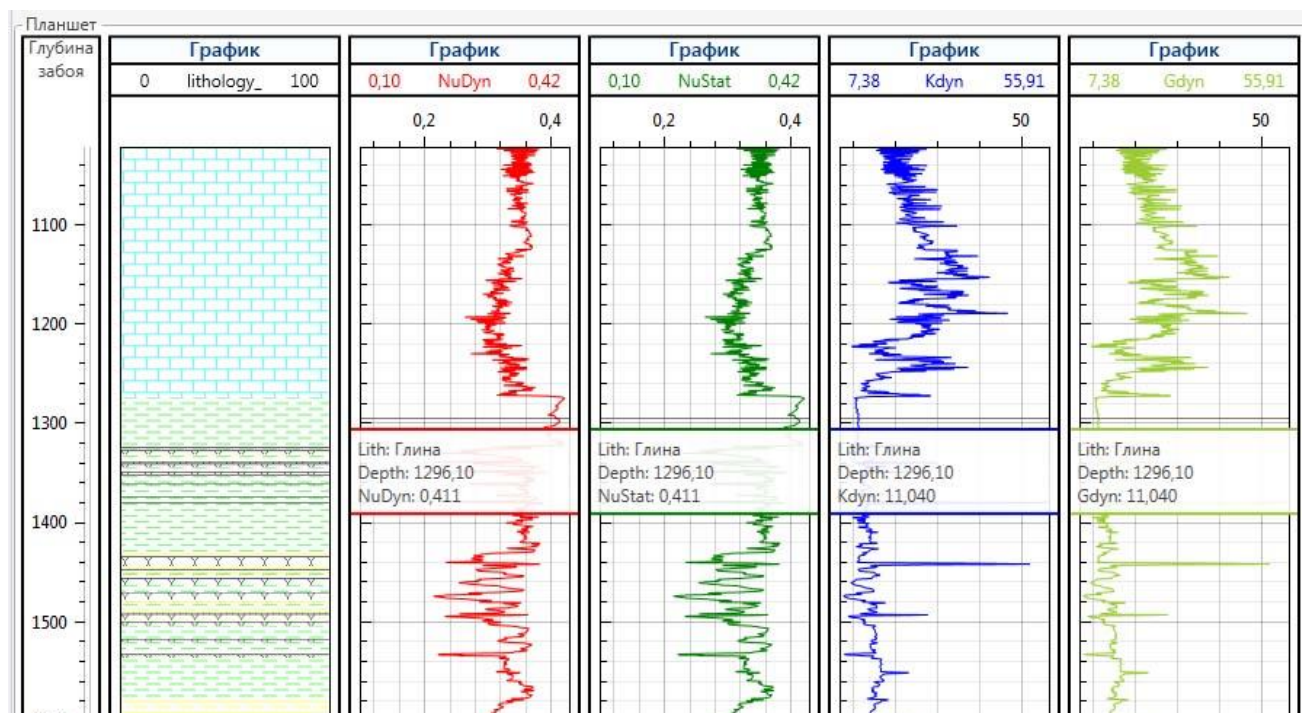 Планшет
Глубина
забоя
График
0 lithology_ 100
График
0,10 NuDyn 0,42
0,2 0,4
График
0,10 NuStat 0,42
0,2 0,4
График
7,38 Kdyn 55,91
50
График
7,38 Gdyn 55,91
50
1100
1200
1300
1400
1500
Lith: Глина
Depth: 1296,10
NuDyn: 0,411
Lith: Глина
Depth: 1296,10
NuStat: 0,411
Lith: Глина
Depth: 1296,10
Kdyn: 11,040
Lith: Глина
Depth: 1296,10
Gdyn: 11,040